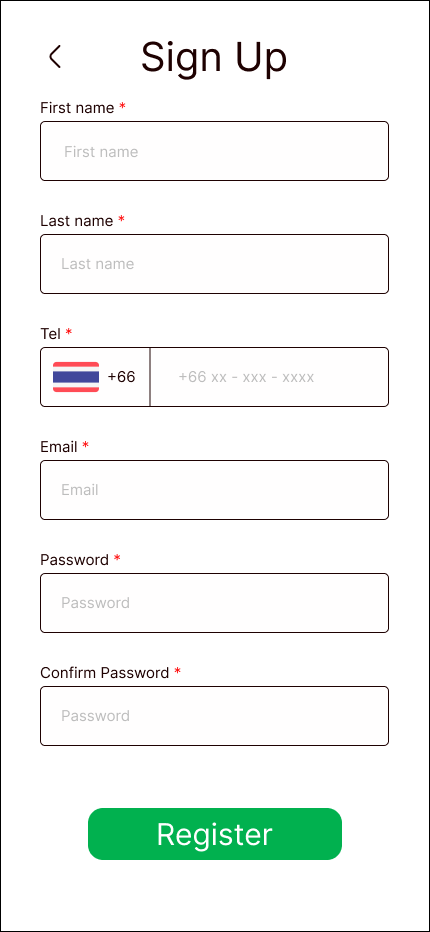 Sign Up
First name *
First name
Last name *
Last name
Tel *
+66 +66 xx - xxx - xxxx
Email *
Email
Password *
Password
Confirm Password *
Password
Register